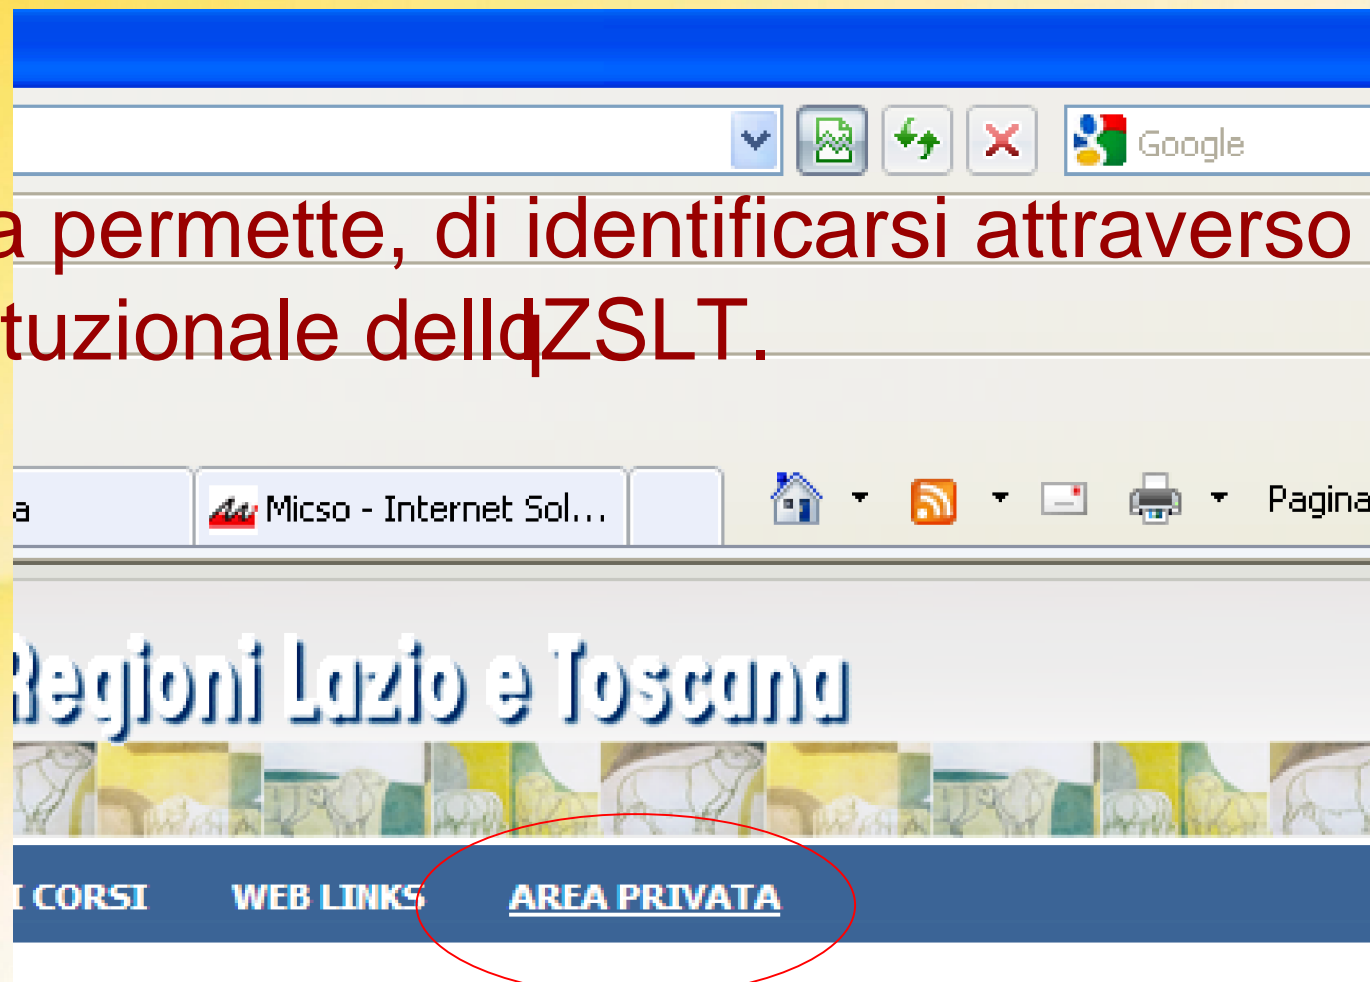 Google
a permette, di identificarsi attraverso
tuzionale dell qZSLT.
a
Micso - Internet Sol...
Pagina
Regioni Lazio e Toscana
I CORSI WEB LINKS AREA PRIVATA